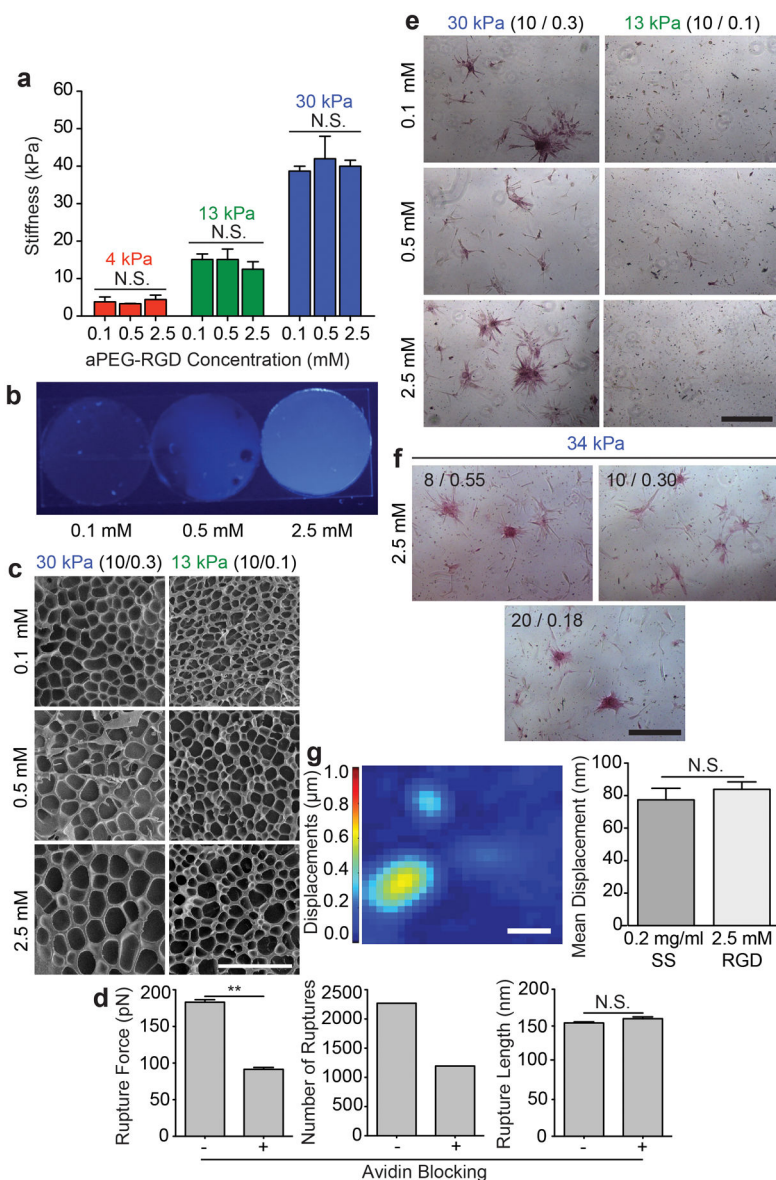 a
Stiffness (kPa)
60
50
40
30
20
10
0
4 kPa
N.S.
13 kPa
N.S.
30 kPa
N.S.
0.1 0.5 2.5 0.1 0.5 2.5 0.1 0.5 2.5
aPEG-RGD Concentration (mM)
b
0.1 mM 0.5 mM 2.5 mM
c 30 kPa (10/0.3) 13 kPa (10/0.1)
0.1 mM
0.5 mM
2.5 mM
d
Rupture Force (pN)
200
150
100
50
0
**
- +
Number of Ruptures
2500
2000
1500
1000
500
0
- +
Rupture Length (nm)
200
150
100
50
0
N.S.
- +
Avidin Blocking
e 30 kPa (10 / 0.3) 13 kPa (10 / 0.1)
0.1 mM
0.5 mM
2.5 mM
f 34 kPa
2.5 mM
8 / 0.55 10 / 0.30
20 / 0.18
g
Displacements (μm)
1.0
0.8
0.6
0.4
0.2
0.0
Mean Displacement (nm)
100
80
60
40
20
0
N.S.
0.2 mg/ml 2.5 mM
SS RGD